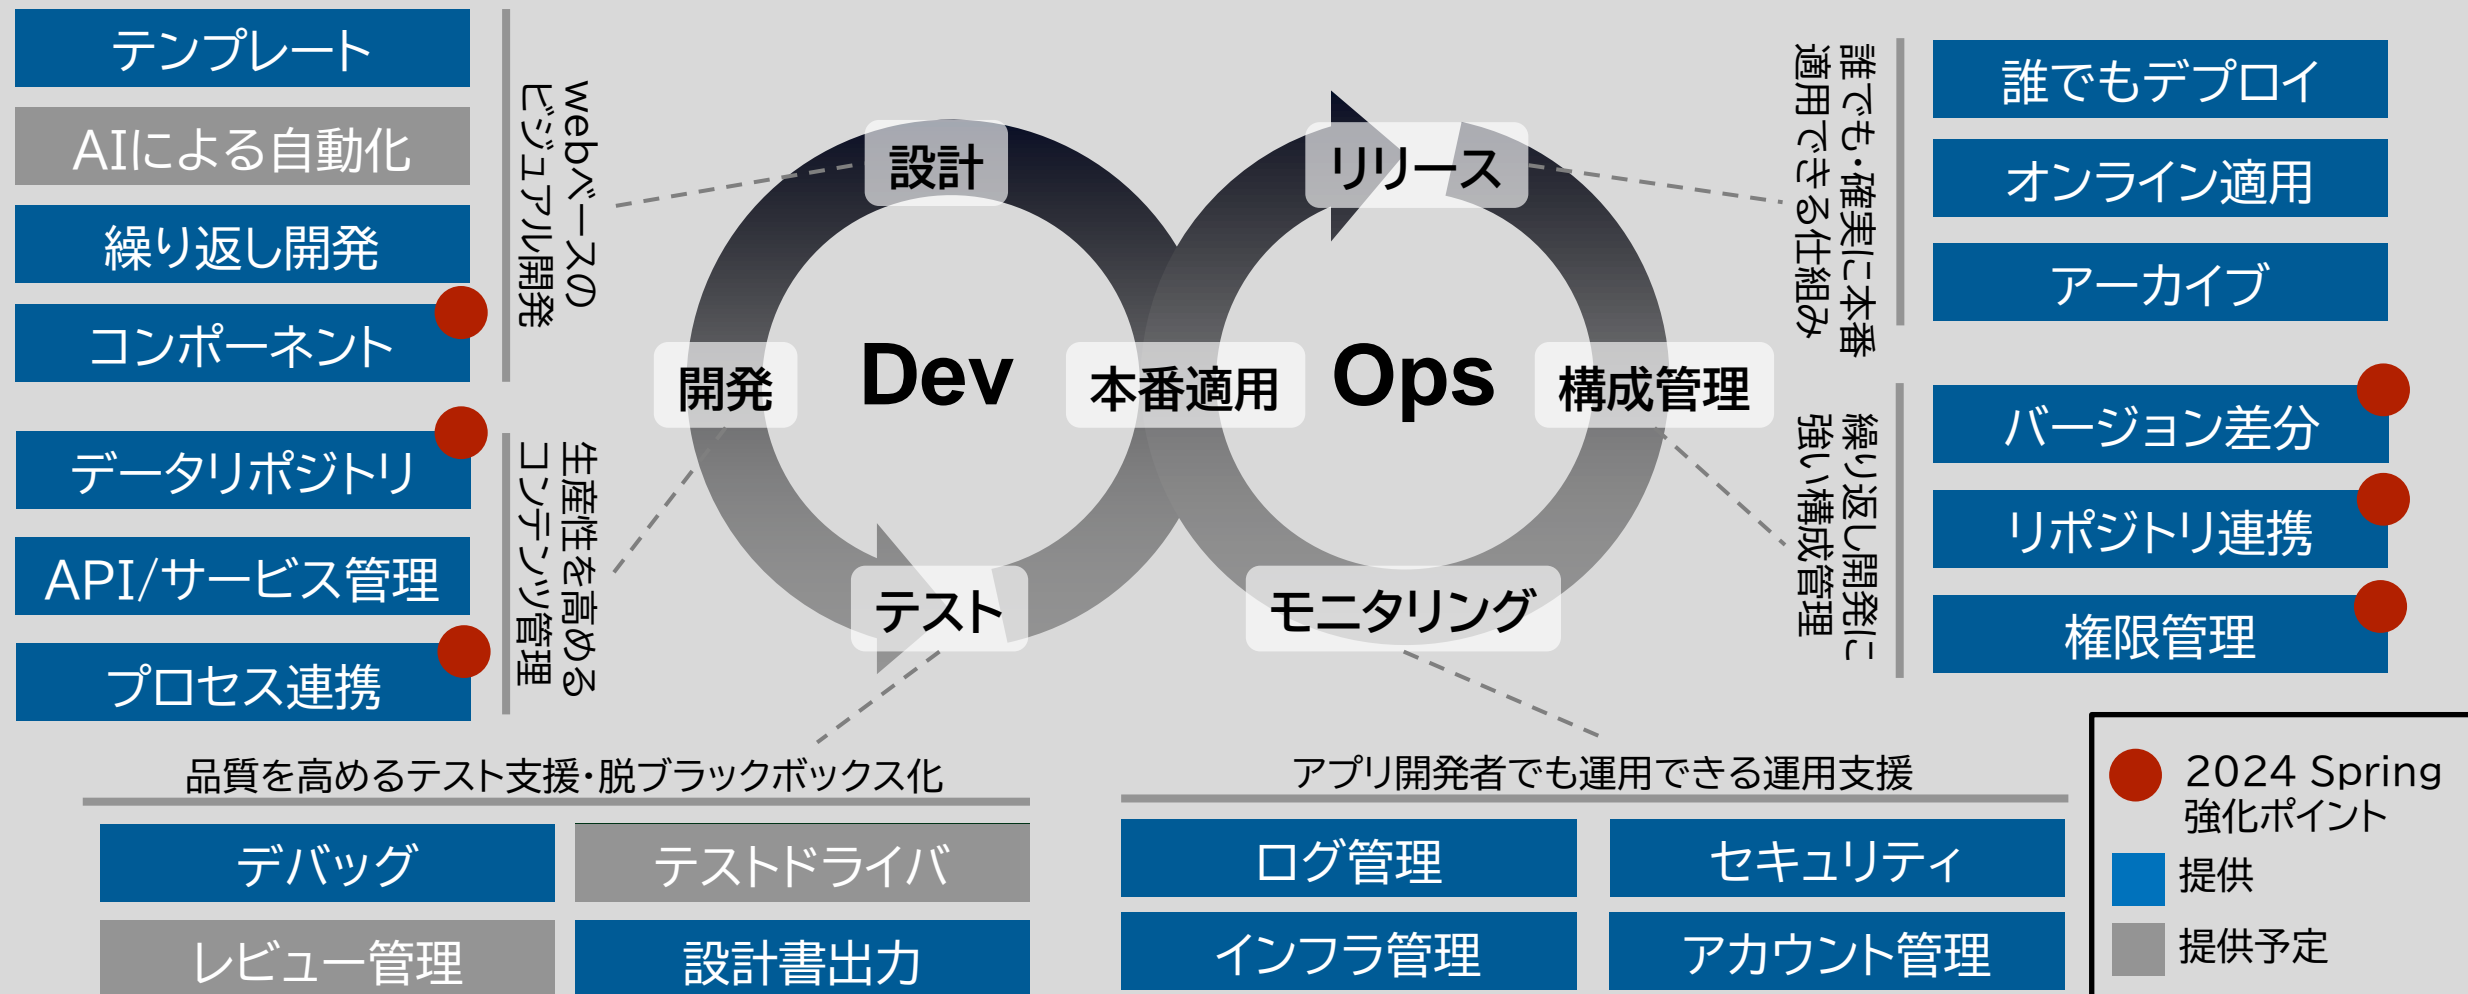 テンプレート
AIによる自動化
繰り返し開発
コンポーネント
webベースの
ビジュアル開発
データリポジトリ
API/サービス管理
プロセス連携
生産性を高める
コンテンツ管理
設計
開発
Dev
テスト
本番適用
リリース
Ops
構成管理
モニタリング
誰でも・確実に本番
適用できる仕組み
誰でもデプロイ
オンライン適用
アーカイブ
繰り返し開発に
強い構成管理
バージョン差分
リポジトリ連携
権限管理
品質を高めるテスト支援・脱ブラックボックス化
デバッグ
テストドライバ
レビュー管理
設計書出力
アプリ開発者でも運用できる運用支援
ログ管理
セキュリティ
インフラ管理
アカウント管理
2024 Spring
強化ポイント
提供
提供予定